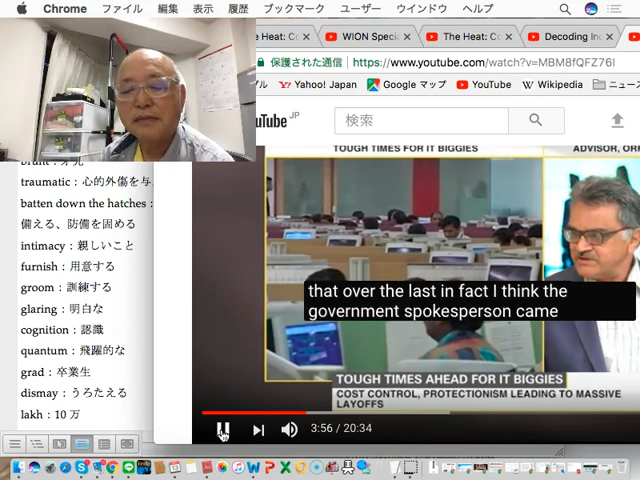 Chrome ファイル 編集 表示 履歴 ブックマーク ユーザー ウインドウ ヘルプ
The Heat: Co
WION Specia
The Heat: Co
Decoding Ind
保護された通信 | https://www.youtube.com/watch?v=MBM8fQFZ76I
Yahoo! Japan
Google マップ
YouTube
Wikipedia
ニュース
ouTube JP
検索
TOUGH TIMES FOR IT BIGGIES
ADVISOR, ORI
traumatic：心的外傷を与
batten down the hatches：
備える、防備を固める
intimacy：親しいこと
furnish：用意する
groom：訓練する
glaring：明白な
cognition：認識
quantum：飛躍的な
grad：卒業生
dismay：うろたえる
lakh：10 万
that over the last in fact I think the
government spokesperson came
TOUGH TIMES AHEAD FOR IT BIGGIES
COST CONTROL, PROTECTIONISM LEADING TO MASSIVE
LAYOFFS
3:56 / 20:34